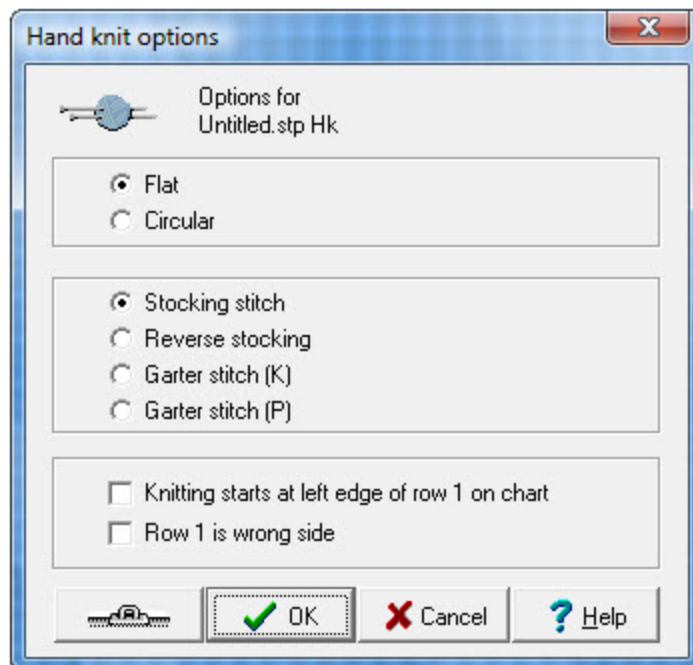 Hand knit options
Options for
Untitled.stp Hk
Flat
Circular
Stocking stitch
Reverse stocking
Garter stitch (K)
Garter stitch (P)
Knitting starts at left edge of row 1 on chart
Row 1 is wrong side
OK
Cancel
Help